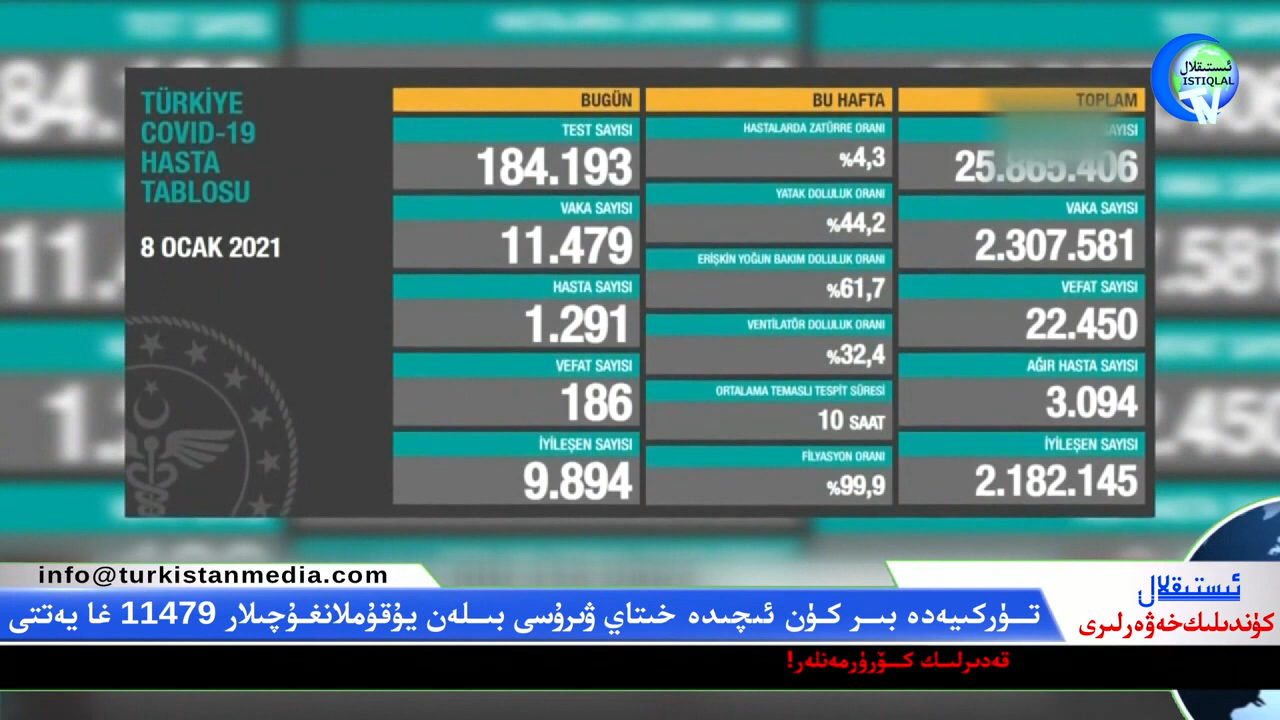 TÜRKİYE
COVID-19
HASTA
TABLOSU
8 OCAK 2021
BUGÜN
TEST SAYISI
184.193
VAKA SAYISI
11.479
HASTA SAYISI
1.291
VEFAT SAYISI
186
İYİLEŞEN SAYISI
9.894
BU HAFTA
HASTALARDA ZATÜRRE ORANI
%4,3
YATAK DOLULUK ORANI
%44,2
ERİŞKİN YOĞUN BAKIM DOLULUK ORANI
%61,7
VENTİLATÖR DOLULUK ORANI
%32,4
ORTALAMA TEMASLI TESPİT SÜRESİ
10 SAAT
FİLYASYON ORANI
%99,9
TOPLAM
25.865.406
VAKA SAYISI
2.307.581
VEFAT SAYISI
22.450
AĞIR HASTA SAYISI
3.094
İYİLEŞEN SAYISI
2.182.145
ئىستىقلال
ISTIQLAL
TV
info@turkistanmedia.com
تۈركىيەدە بىر كۈن ئىچىدە خىتاي ۋىرۇسى بىلەن يۇقۇملانغۇچىلار 11479 غا يەتتى
ئىستىقلال
كۈندىلىك خەۋەرلىرى
قەدىرلىك كۆرۈرمەنلەر!